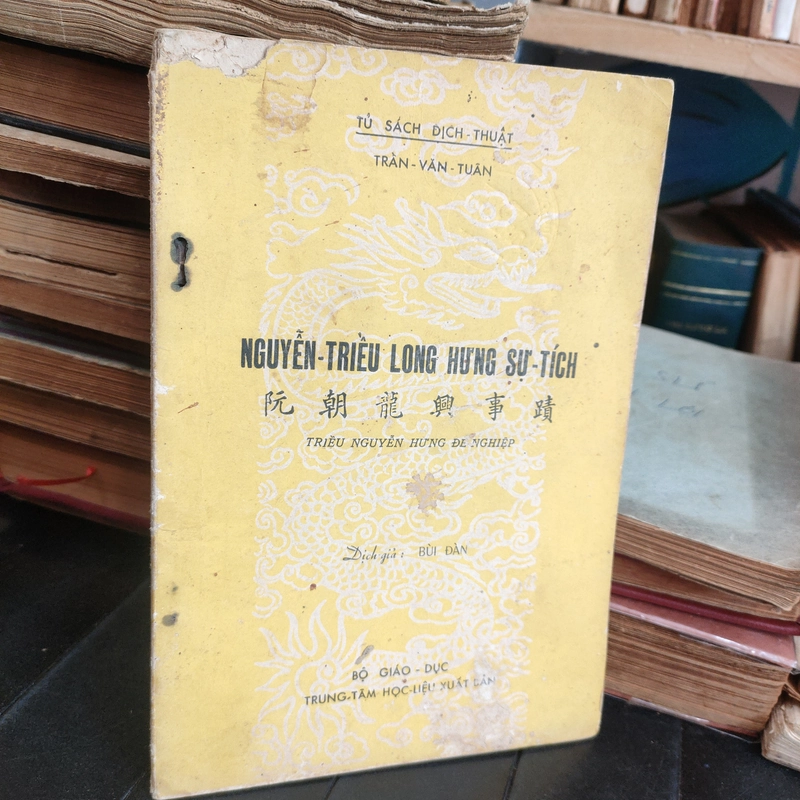 TỦ SÁCH DỊCH-THUẬT
TRẦN-VĂN-TUÂN
NGUYỄN-TRIỀU LONG HƯNG SỰ-TÍCH
阮朝龍興事蹟
TRIỀU NGUYỄN HƯNG ĐẾ NGHIỆP
Dịch giả: BÙI ĐÀN
BỘ GIÁO-DỤC
TRUNG-TÂM HỌC-LIỆU XUẤT BẢN